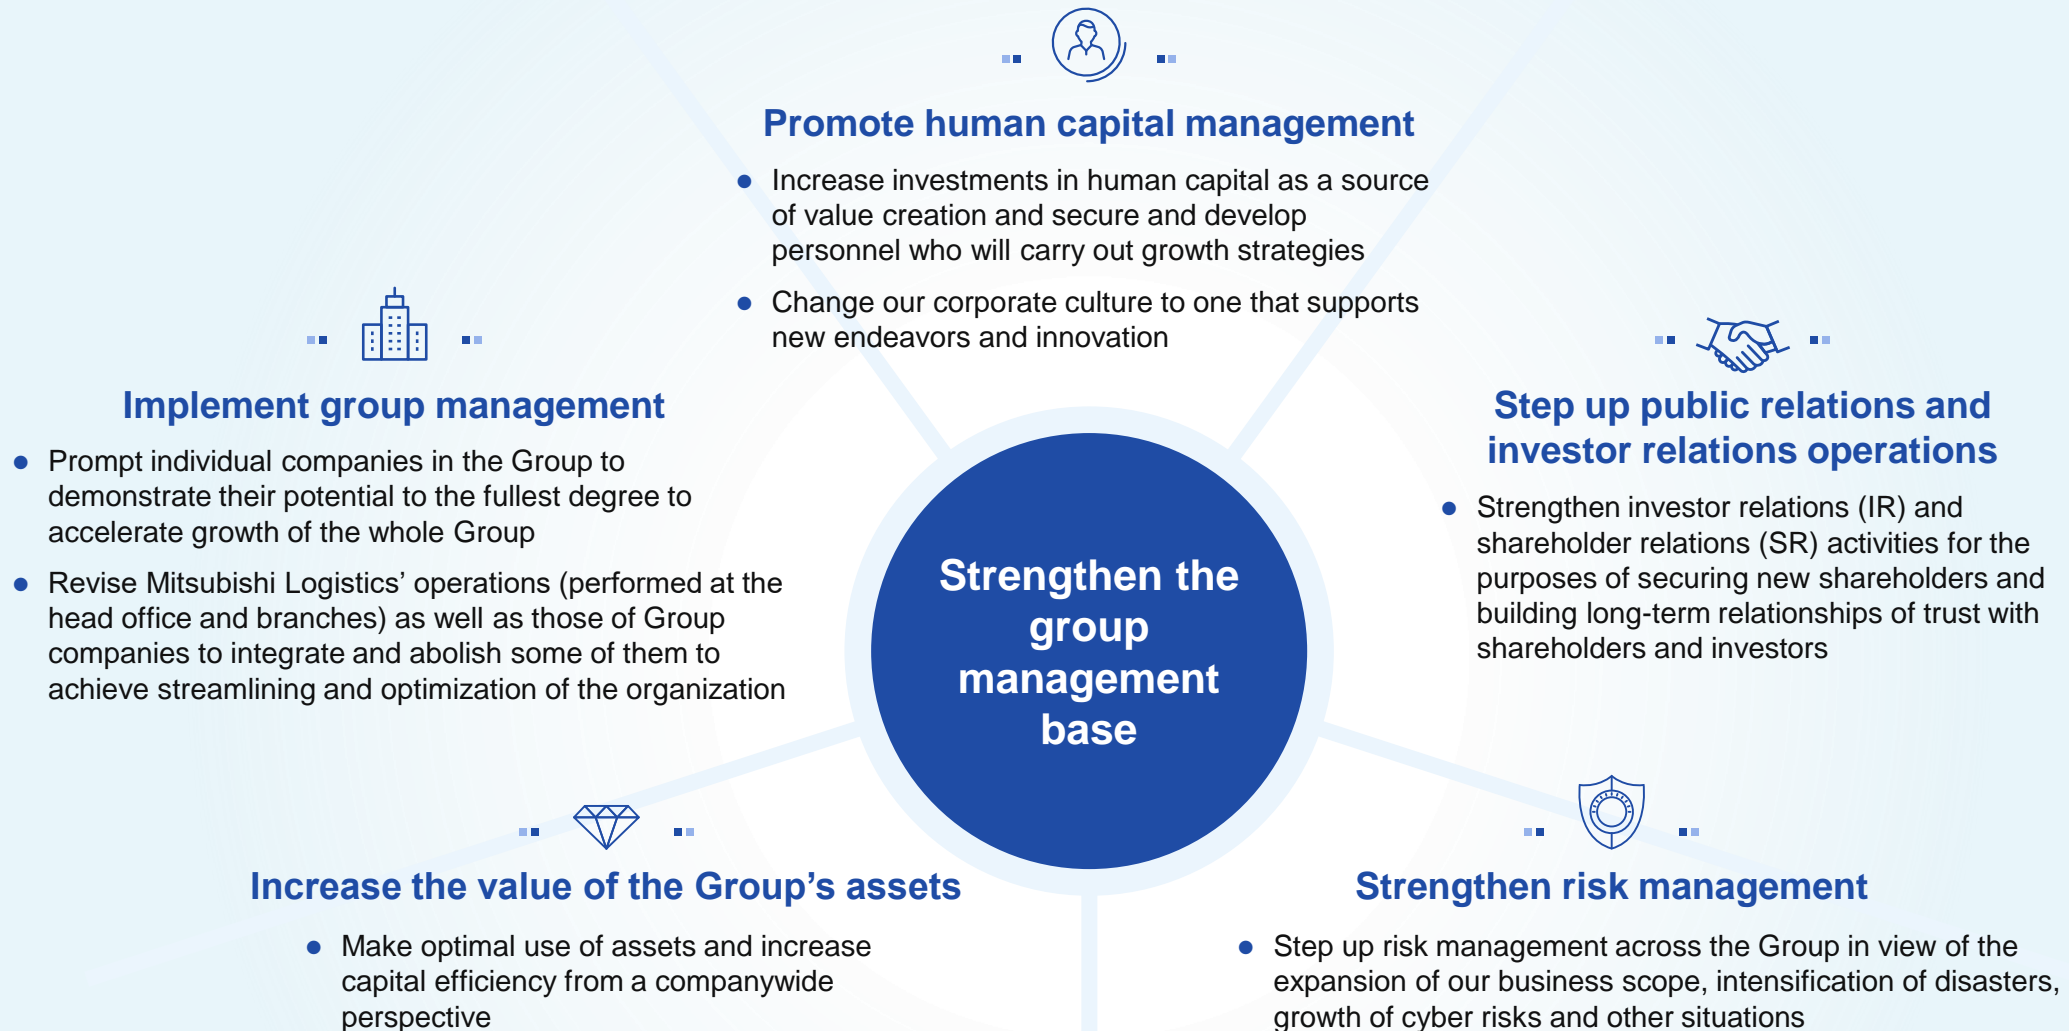 Promote human capital management
● Increase investments in human capital as a source
of value creation and secure and develop
personnel who will carry out growth strategies
● Change our corporate culture to one that supports
new endeavors and innovation
Implement group management
● Prompt individual companies in the Group to
demonstrate their potential to the fullest degree to
accelerate growth of the whole Group
● Revise Mitsubishi Logistics’ operations (performed at the
head office and branches) as well as those of Group
companies to integrate and abolish some of them to
achieve streamlining and optimization of the organization
Strengthen the
group
management
base
Step up public relations and
investor relations operations
● Strengthen investor relations (IR) and
shareholder relations (SR) activities for the
purposes of securing new shareholders and
building long-term relationships of trust with
shareholders and investors
Increase the value of the Group’s assets
● Make optimal use of assets and increase
capital efficiency from a companywide
perspective
Strengthen risk management
● Step up risk management across the Group in view of the
expansion of our business scope, intensification of disasters,
growth of cyber risks and other situations